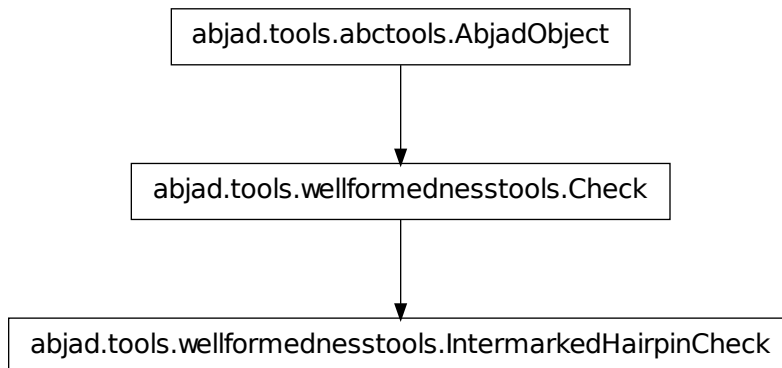 abjad.tools.abctools.AbjadObject
abjad.tools.wellformednesstools.Check
abjad.tools.wellformednesstools.IntermarkedHairpinCheck